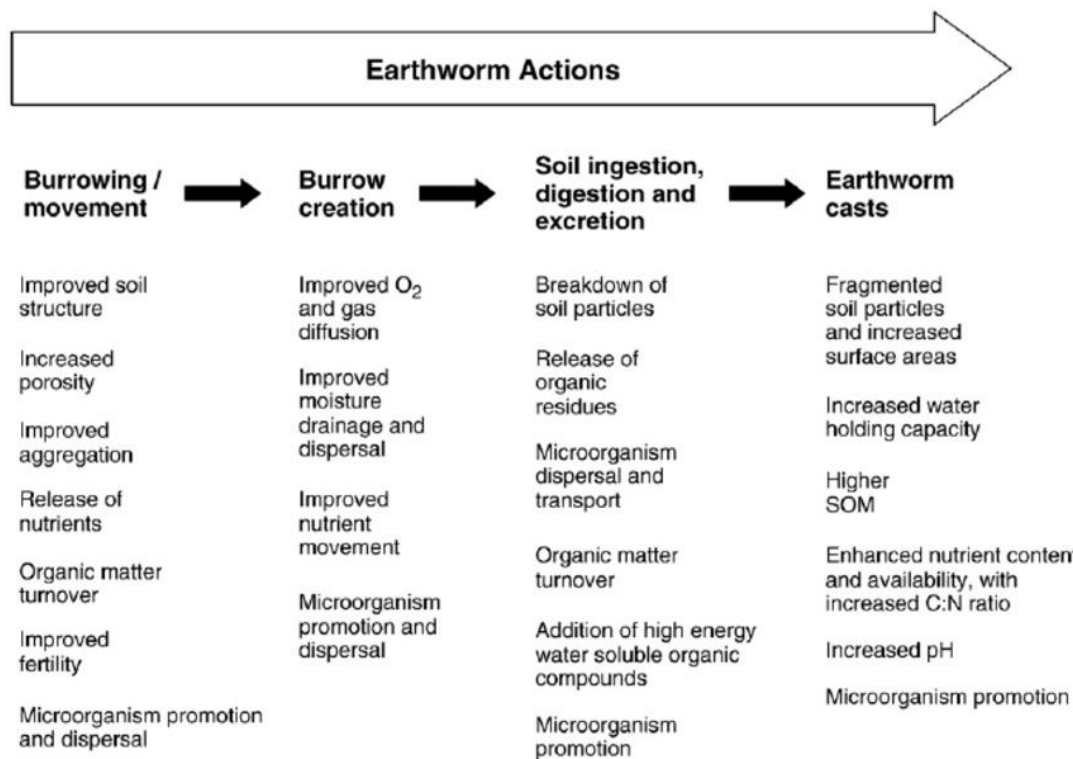 Earthworm Actions
Burrowing /
movement
Improved soil
structure
Increased
porosity
Improved
aggregation
Release of
nutrients
Organic matter
turnover
Improved
fertility
Microorganism promotion
and dispersal
Burrow
creation
Improved O2
and gas
diffusion
Improved
moisture
drainage and
dispersal
Improved
nutrient
movement
Microorganism
promotion and
dispersal
Soil ingestion,
digestion and
excretion
Breakdown of
soil particles
Release of
organic
residues
Microorganism
dispersal and
transport
Organic matter
turnover
Addition of high energy
water soluble organic
compounds
Microorganism
promotion
Earthworm
casts
Fragmented
soil particles
and increased
surface areas
Increased water
holding capacity
Higher
SOM
Enhanced nutrient content
and availability, with
increased C:N ratio
Increased pH
Microorganism promotion